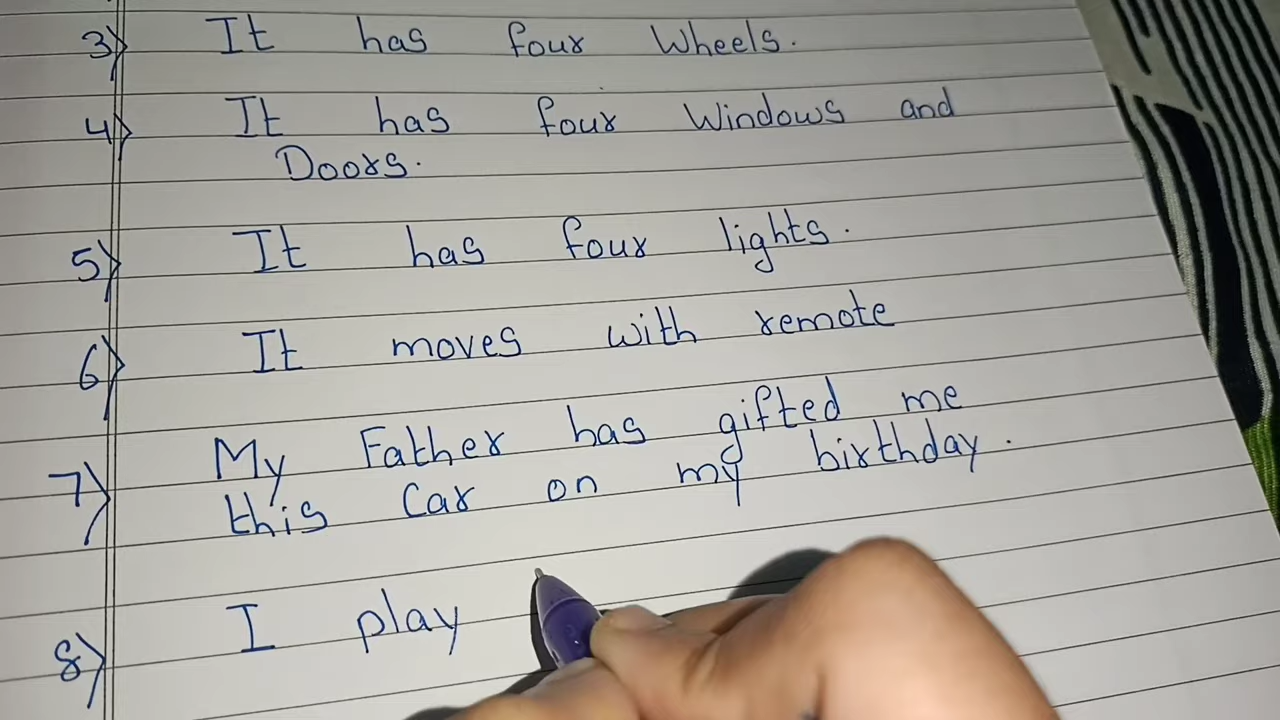 3) It has four Wheels.
4) It has four Windows and
Doors.
5) It has four lights.
6) It moves with remote
7) My Father has gifted me
this Car on my birthday.
8) I play